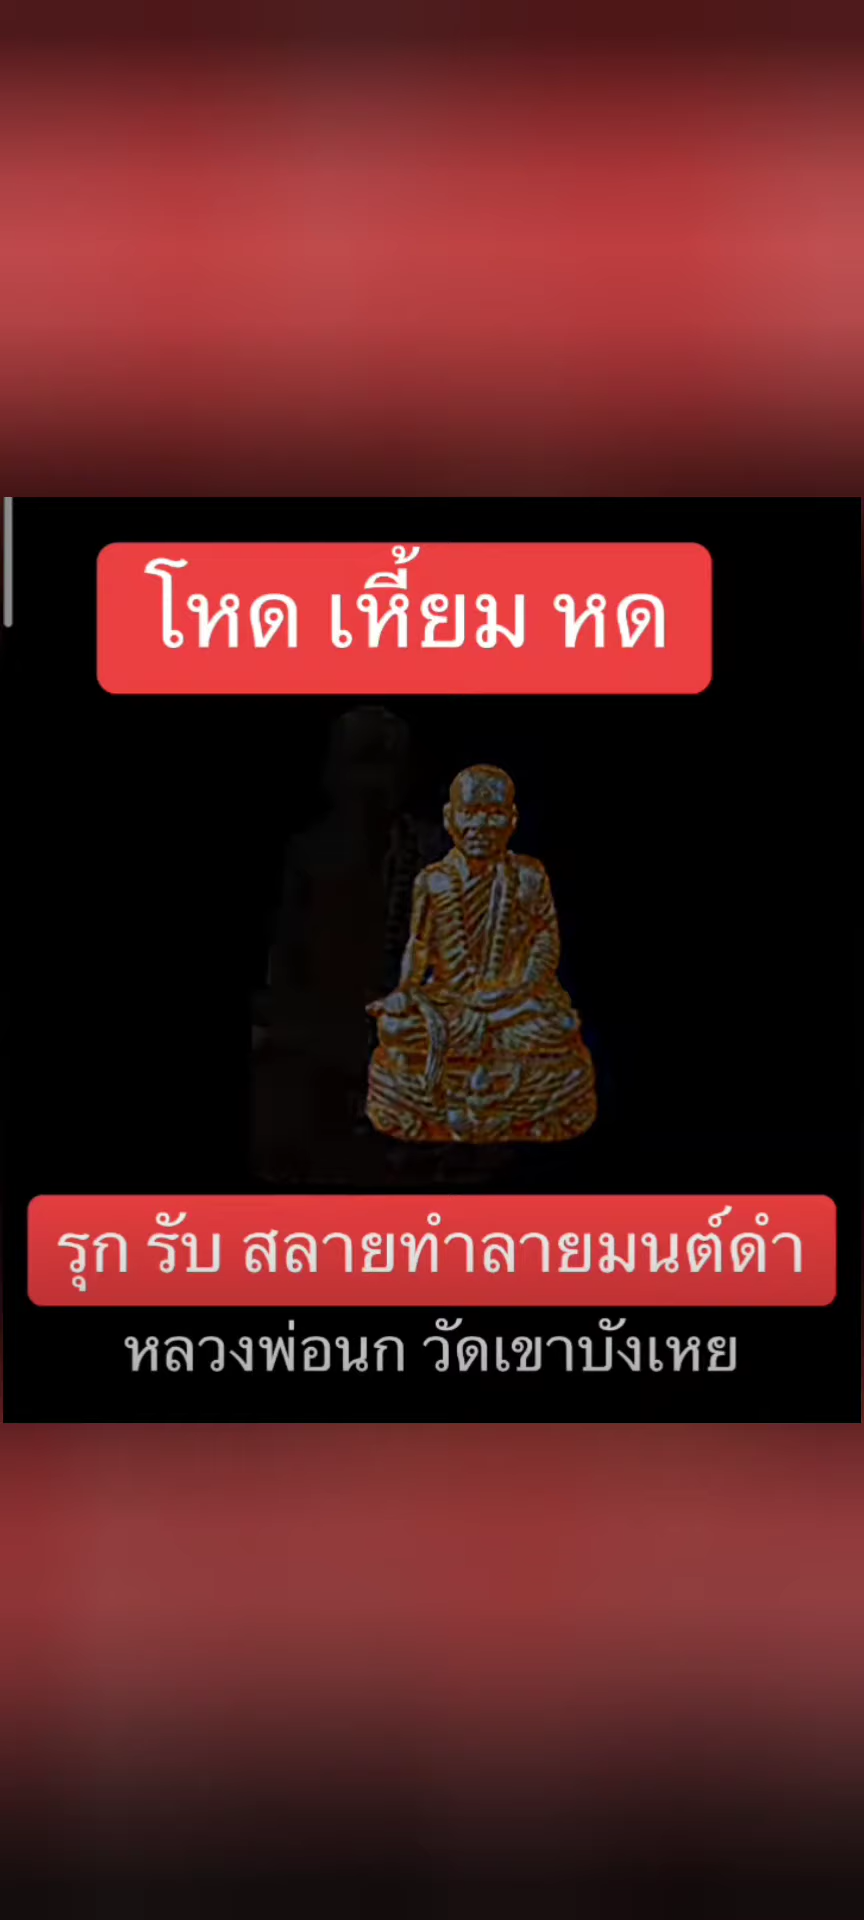 โหด เหี้ยม หด
รุก รับ สลายทำลายมนต์ดำ
หลวงพ่อนก วัดเขาบังเหย